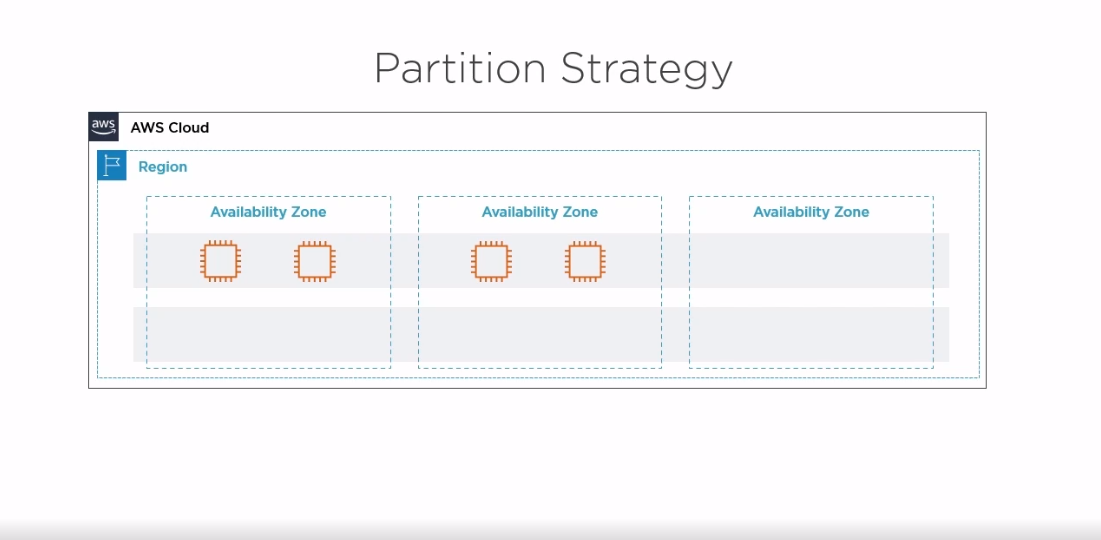 Partition Strategy
aws
AWS Cloud
Region
Availability Zone
Availability Zone
Availability Zone